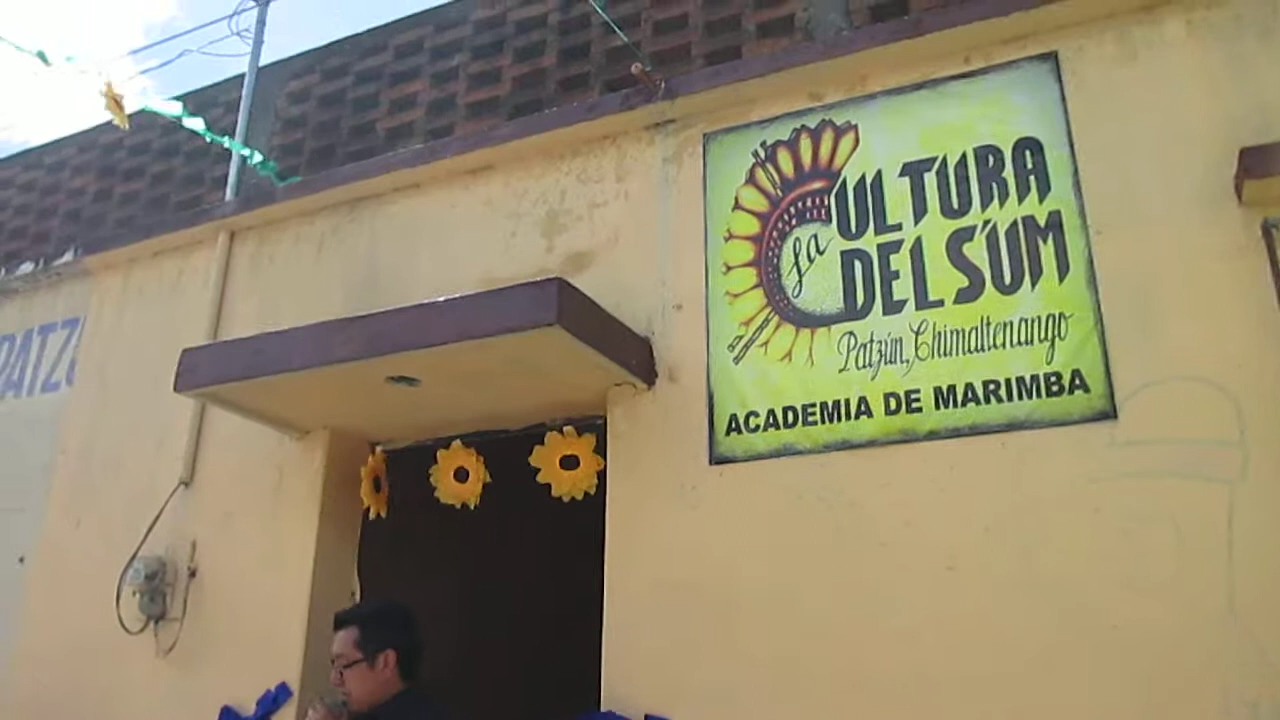 PATZ
La CULTURA
DEL SÚM
Patzún, Chimaltenango
ACADEMIA DE MARIMBA